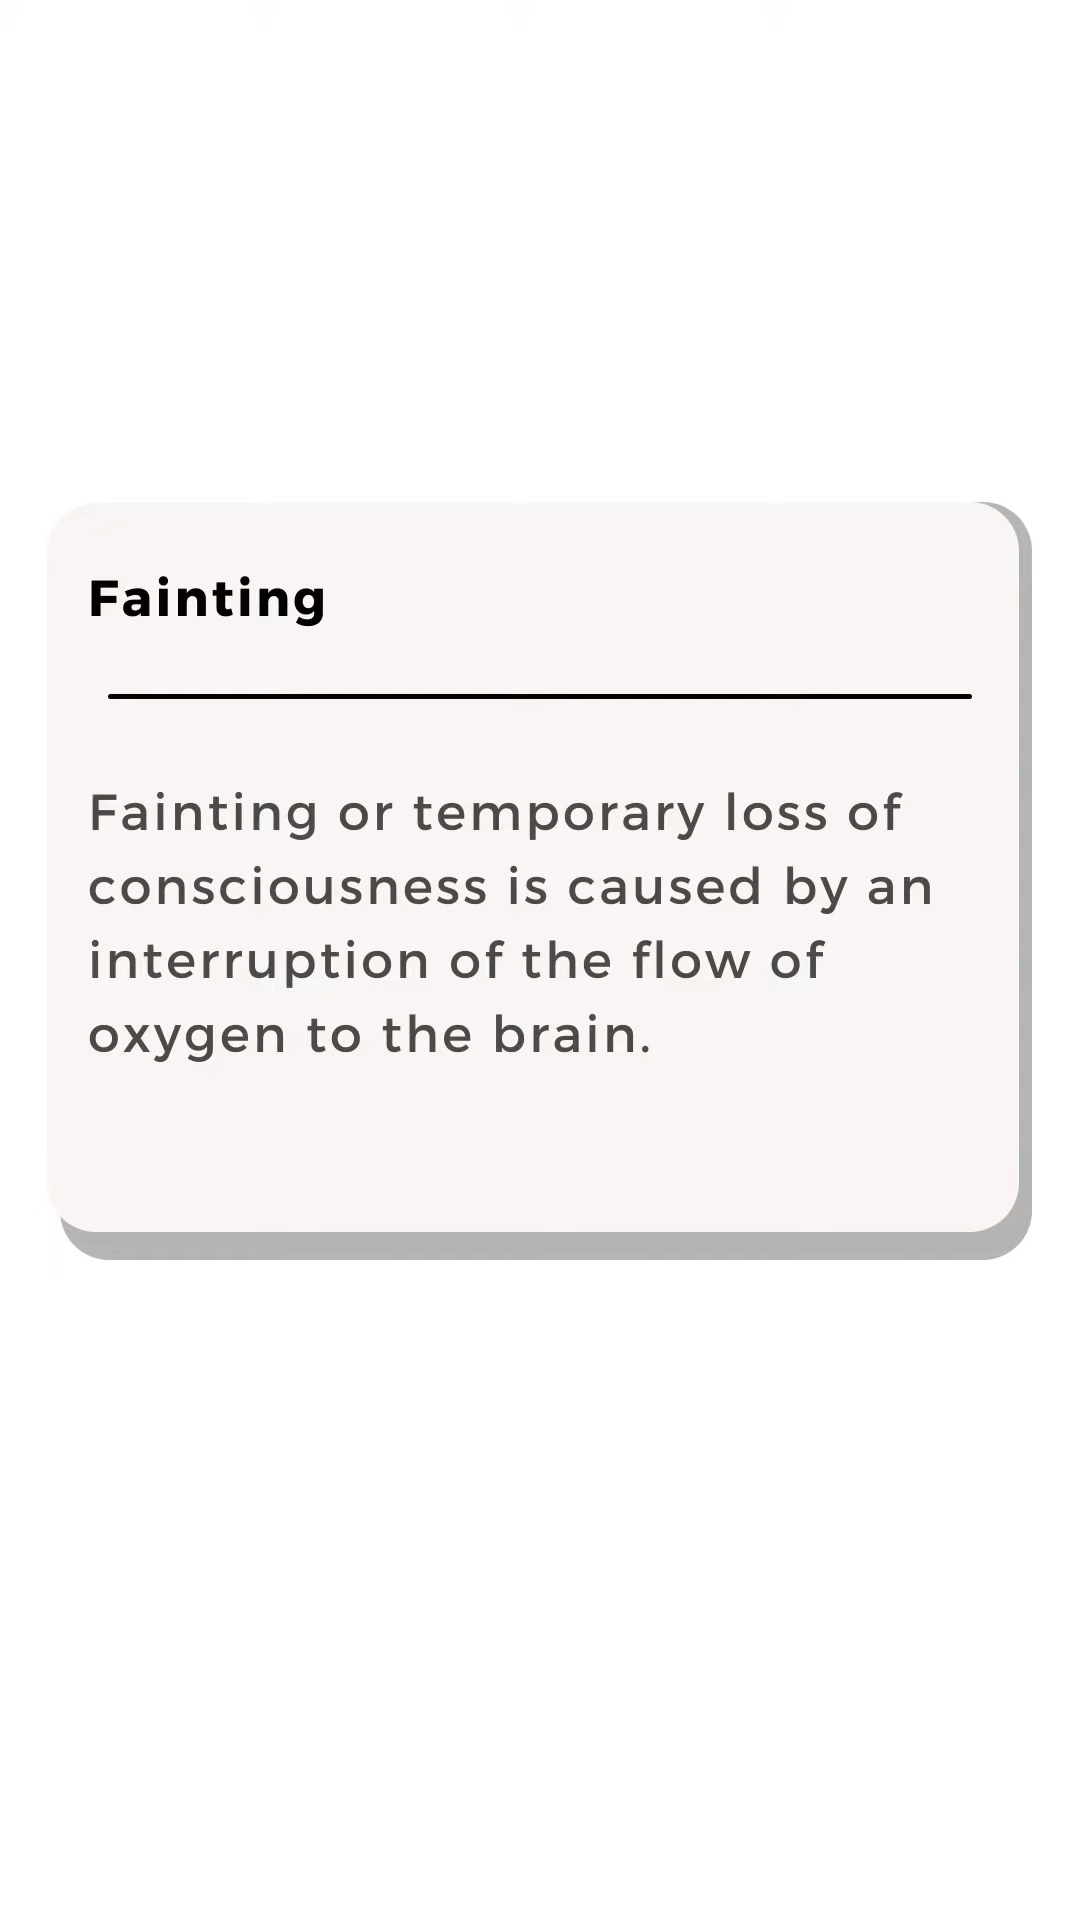 Fainting
Fainting or temporary loss of
consciousness is caused by an
interruption of the flow of
oxygen to the brain.